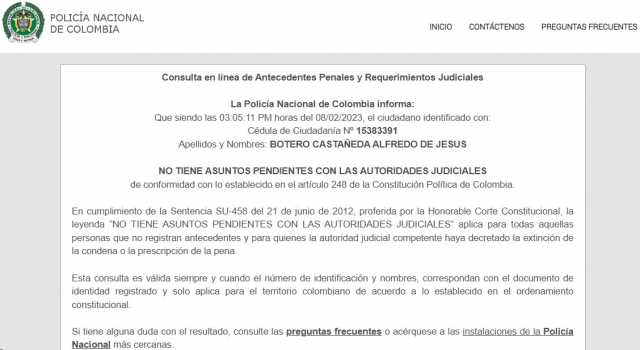 POLICÍA NACIONAL
DE COLOMBIA
INICIO CONTÁCTENOS PREGUNTAS FRECUENTES
Consulta en línea de Antecedentes Penales y Requerimientos Judiciales
La Policía Nacional de Colombia informa:
Que siendo las 03:05:11 PM horas del 08/02/2023, el ciudadano identificado con:
Cédula de Ciudadanía Nº 15383391
Apellidos y Nombres: BOTERO CASTAÑEDA ALFREDO DE JESUS
NO TIENE ASUNTOS PENDIENTES CON LAS AUTORIDADES JUDICIALES
de conformidad con lo establecido en el artículo 248 de la Constitución Política de Colombia.
En cumplimiento de la Sentencia SU-458 del 21 de junio de 2012, proferida por la Honorable Corte Constitucional, la
leyenda "NO TIENE ASUNTOS PENDIENTES CON LAS AUTORIDADES JUDICIALES" aplica para todas aquellas
personas que no registran antecedentes y para quienes la autoridad judicial competente haya decretado la extinción de
la condena o la prescripción de la pena.
Esta consulta es válida siempre y cuando el número de identificación y nombres, correspondan con el documento de
identidad registrado y solo aplica para el territorio colombiano de acuerdo a lo establecido en el ordenamiento
constitucional.
Si tiene alguna duda con el resultado, consulte las preguntas frecuentes o acérquese a las instalaciones de la Policía
Nacional más cercanas.